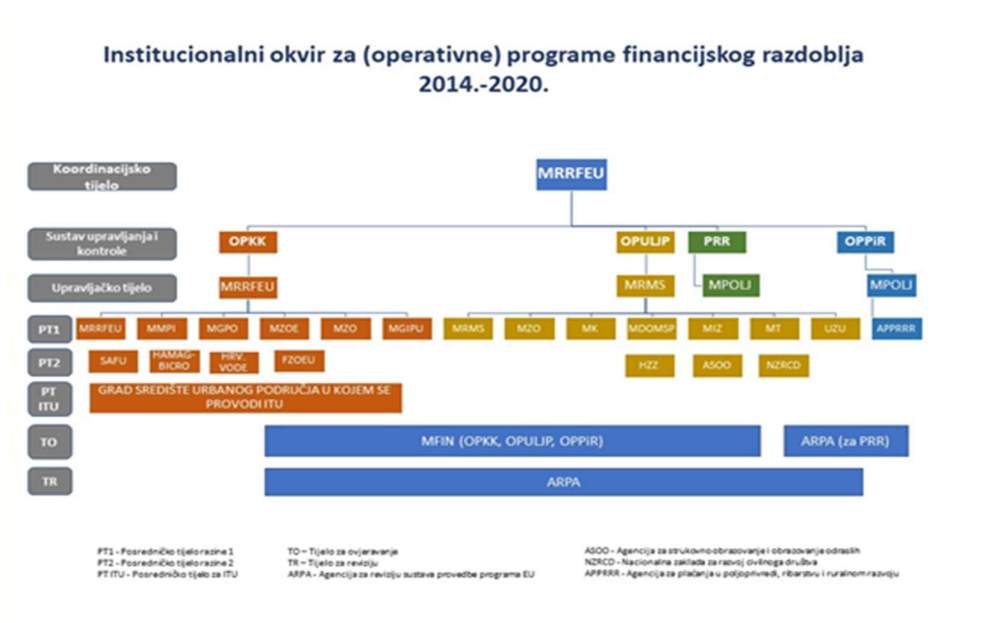 Institucionalni okvir za (operativne) programe financijskog razdoblja
2014.-2020.
Koordinacijsko
tijelo
MRRFEU
Sustav upravljanja i
kontrole
OPKK
OPULJP
PRR
OPPiR
Upravljačko tijelo
MRRFEU
MRMS
MPOLJ
MPOLJ
PT1
MRRFEU
MMPI
MGPO
MZOE
MZO
MGIPU
MRMS
MZO
MK
MDOMSP
MIZ
MT
UZU
APPRRR
PT2
SAFU
HAMAG-
BICRO
HRV.
VODE
FZOEU
HZZ
ASOO
NZRCD
PT
ITU
GRAD SREDIŠTE URBANOG PODRUČJA U KOJEM SE
PROVODI ITU
TO
MFIN (OPKK, OPULJP, OPPiR)
ARPA (za PRR)
TR
ARPA
PT1 - Posredničko tijelo razine 1
PT2 - Posredničko tijelo razine 2
PT ITU - Posredničko tijelo za ITU
TO – Tijelo za ovjeravanje
TR – Tijelo za reviziju
ARPA - Agencija za reviziju sustava provedbe programa EU
ASOO - Agencija za strukovno obrazovanje i obrazovanje odraslih
NZRCD - Nacionalna zaklada za razvoj civilnoga društva
APPRRR - Agencija za plaćanja u poljoprivredi, ribarstvu i ruralnom razvoju